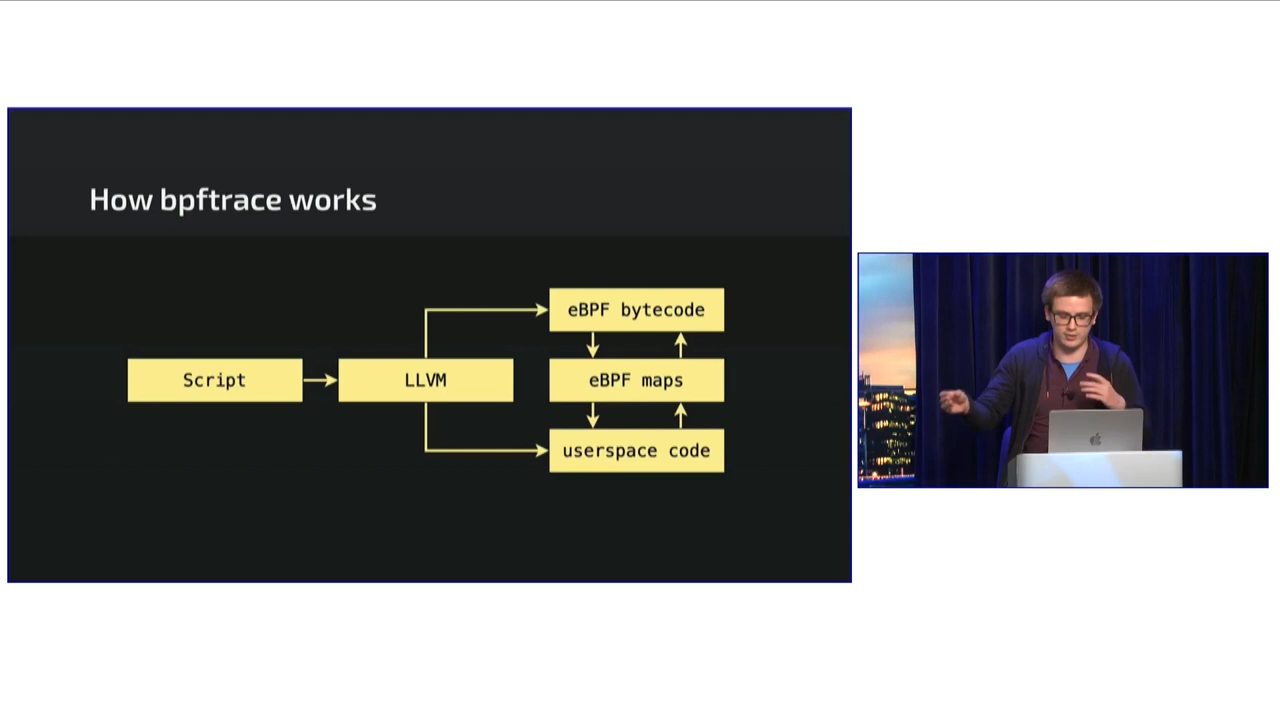 How bpftrace works
eBPF bytecode
Script
LLVM
eBPF maps
userspace code